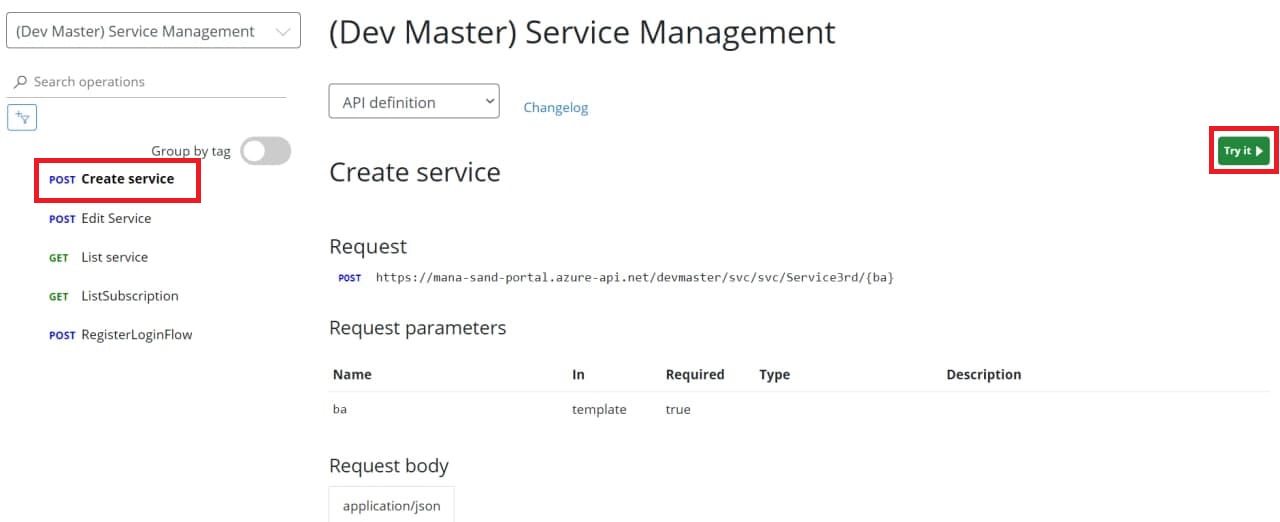 (Dev Master) Service Management
Search operations
Group by tag
POST Create service
POST Edit Service
GET List service
GET ListSubscription
POST RegisterLoginFlow
(Dev Master) Service Management
API definition
Changelog
Try it
Create service
Request
POST https://mana-sand-portal.azure-api.net/devmaster/svc/svc/Service3rd/{ba}
Request parameters
Name In Required Type Description
ba template true
Request body
application/json